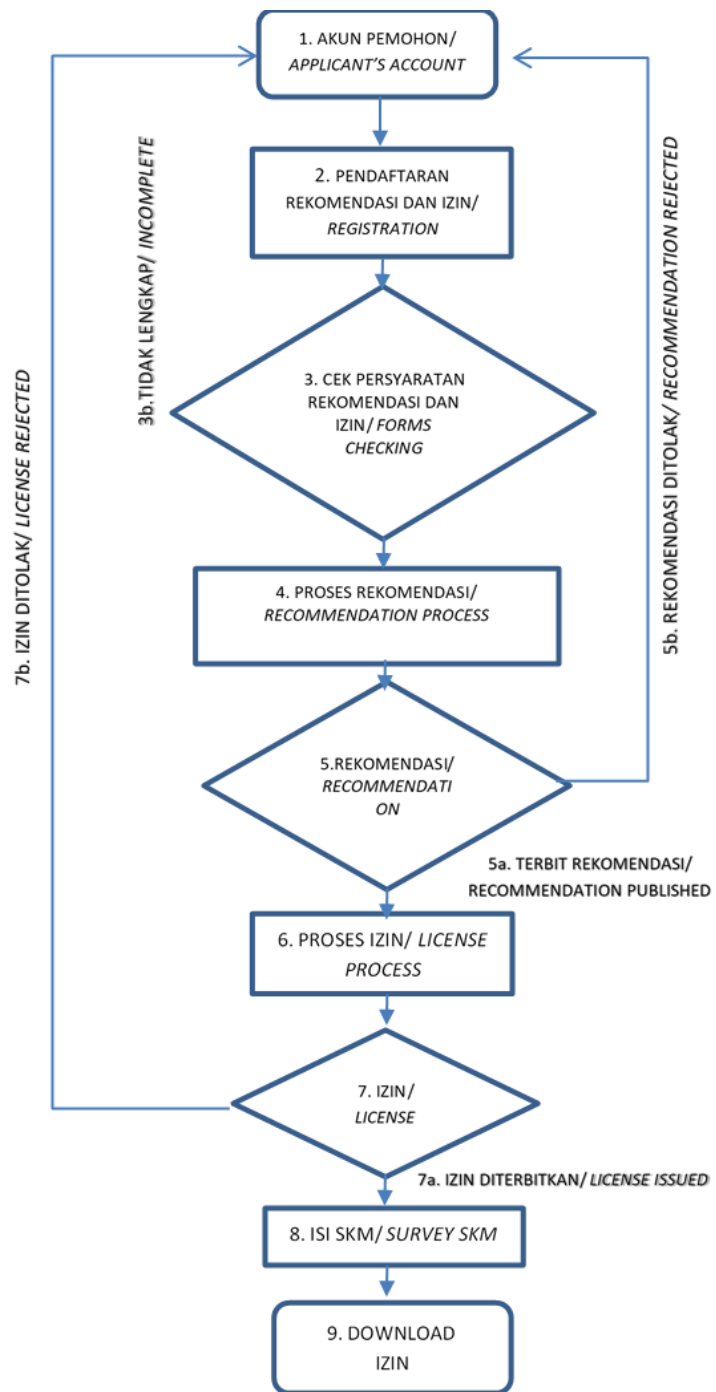 1. AKUN PEMOHON/
APPLICANT'S ACCOUNT
2. PENDAFTARAN
REKOMENDASI DAN IZIN/
REGISTRATION
3b.TIDAK LENGKAP/ INCOMPLETE
3. CEK PERSYARATAN
REKOMENDASI DAN
IZIN/ FORMS
CHECKING
5b. REKOMENDASI DITOLAK/ RECOMMENDATION REJECTED
7b. IZIN DITOLAK/ LICENSE REJECTED
4. PROSES REKOMENDASI/
RECOMMENDATION PROCESS
5.REKOMENDASI/
RECOMMENDATI
ON
5a. TERBIT REKOMENDASI/
RECOMMENDATION PUBLISHED
6. PROSES IZIN/ LICENSE
PROCESS
7. IZIN/
LICENSE
7a. IZIN DITERBITKAN/ LICENSE ISSUED
8. ISI SKM/ SURVEY SKM
9. DOWNLOAD
IZIN